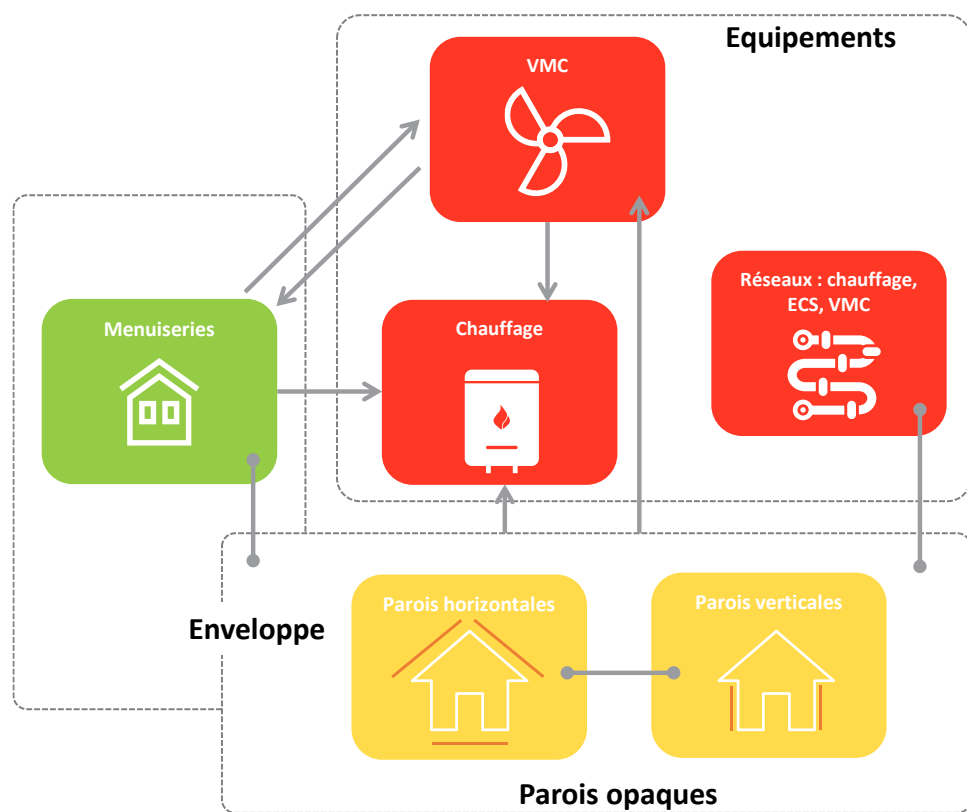 Equipements
VMC
Réseaux : chauffage,
ECS, VMC
Menuiseries
Chauffage
Parois horizontales
Parois verticales
Enveloppe
Parois opaques